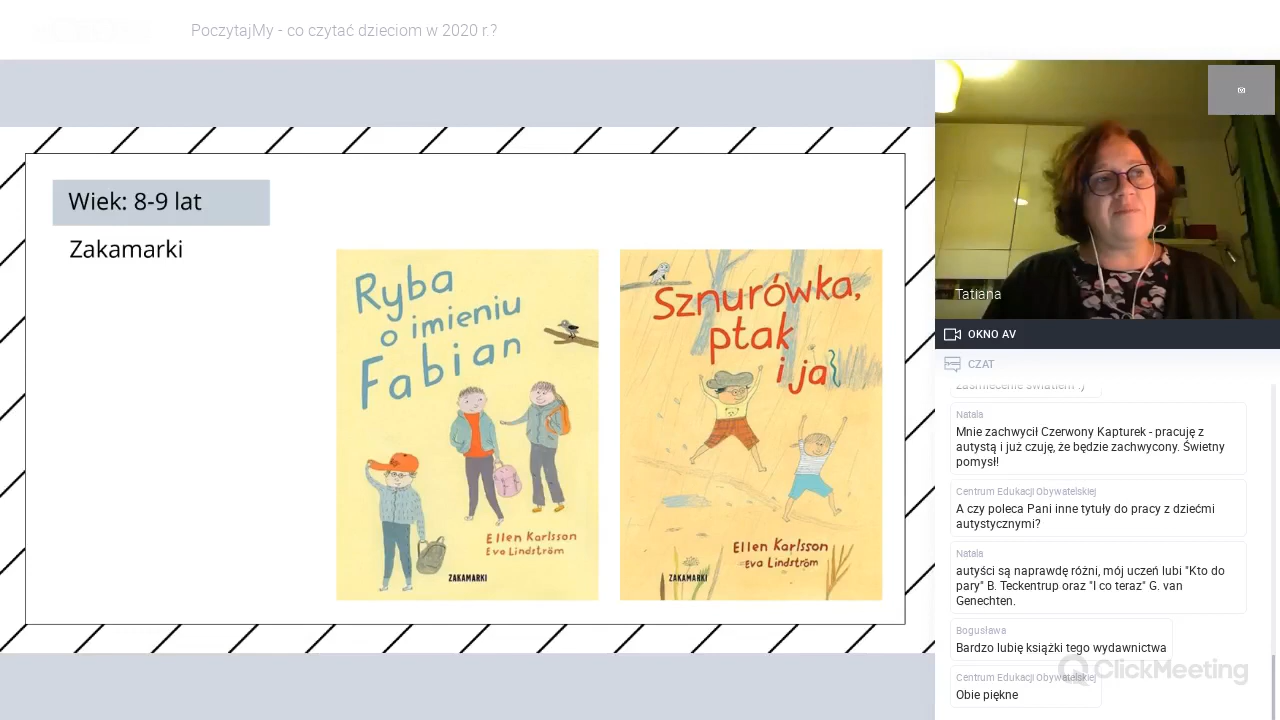 PoczytajMy - co czytać dzieciom w 2020 r.?
Wiek: 8-9 lat
Zakamarki
Ryba
o imieniu
Fabian
Ellen Karlsson
Eva Lindström
ZAKAMARKI
Sznurówka,
ptak
i ja
Ellen Karlsson
Eva Lindström
ZAKAMARKI
Tatiana
OKNO AV
CZAT
Zaśmiecenie światłem :)
Natala
Mnie zachwycił Czerwony Kapturek - pracuję z
autystą i już czuję, że będzie zachwycony. Świetny
pomysł!
Centrum Edukacji Obywatelskiej
A czy poleca Pani inne tytuły do pracy z dziećmi
autystycznymi?
Natala
autyści są naprawdę różni, mój uczeń lubi "Kto do
pary" B. Teckentrup oraz "I co teraz" G. van
Genechten.
Bogusława
Bardzo lubię książki tego wydawnictwa
ClickMeeting
Centrum Edukacji Obywatelskiej
Obie piękne